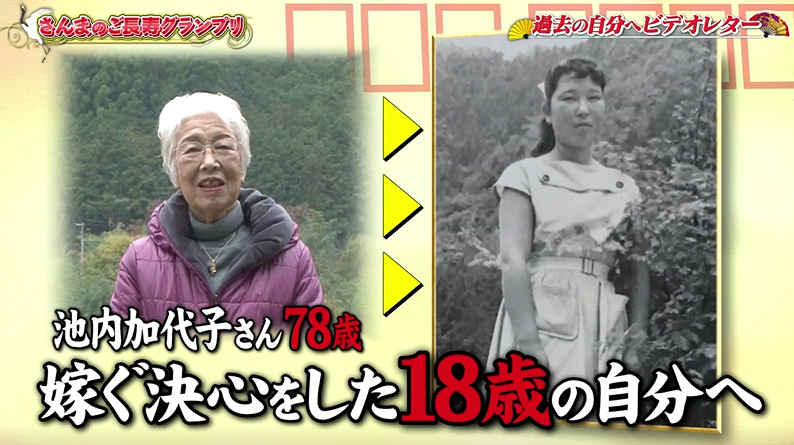 さんまのご長寿グランプリ
過去の自分へビデオレター
池内加代子さん78歳
嫁ぐ決心をした18歳の自分へ